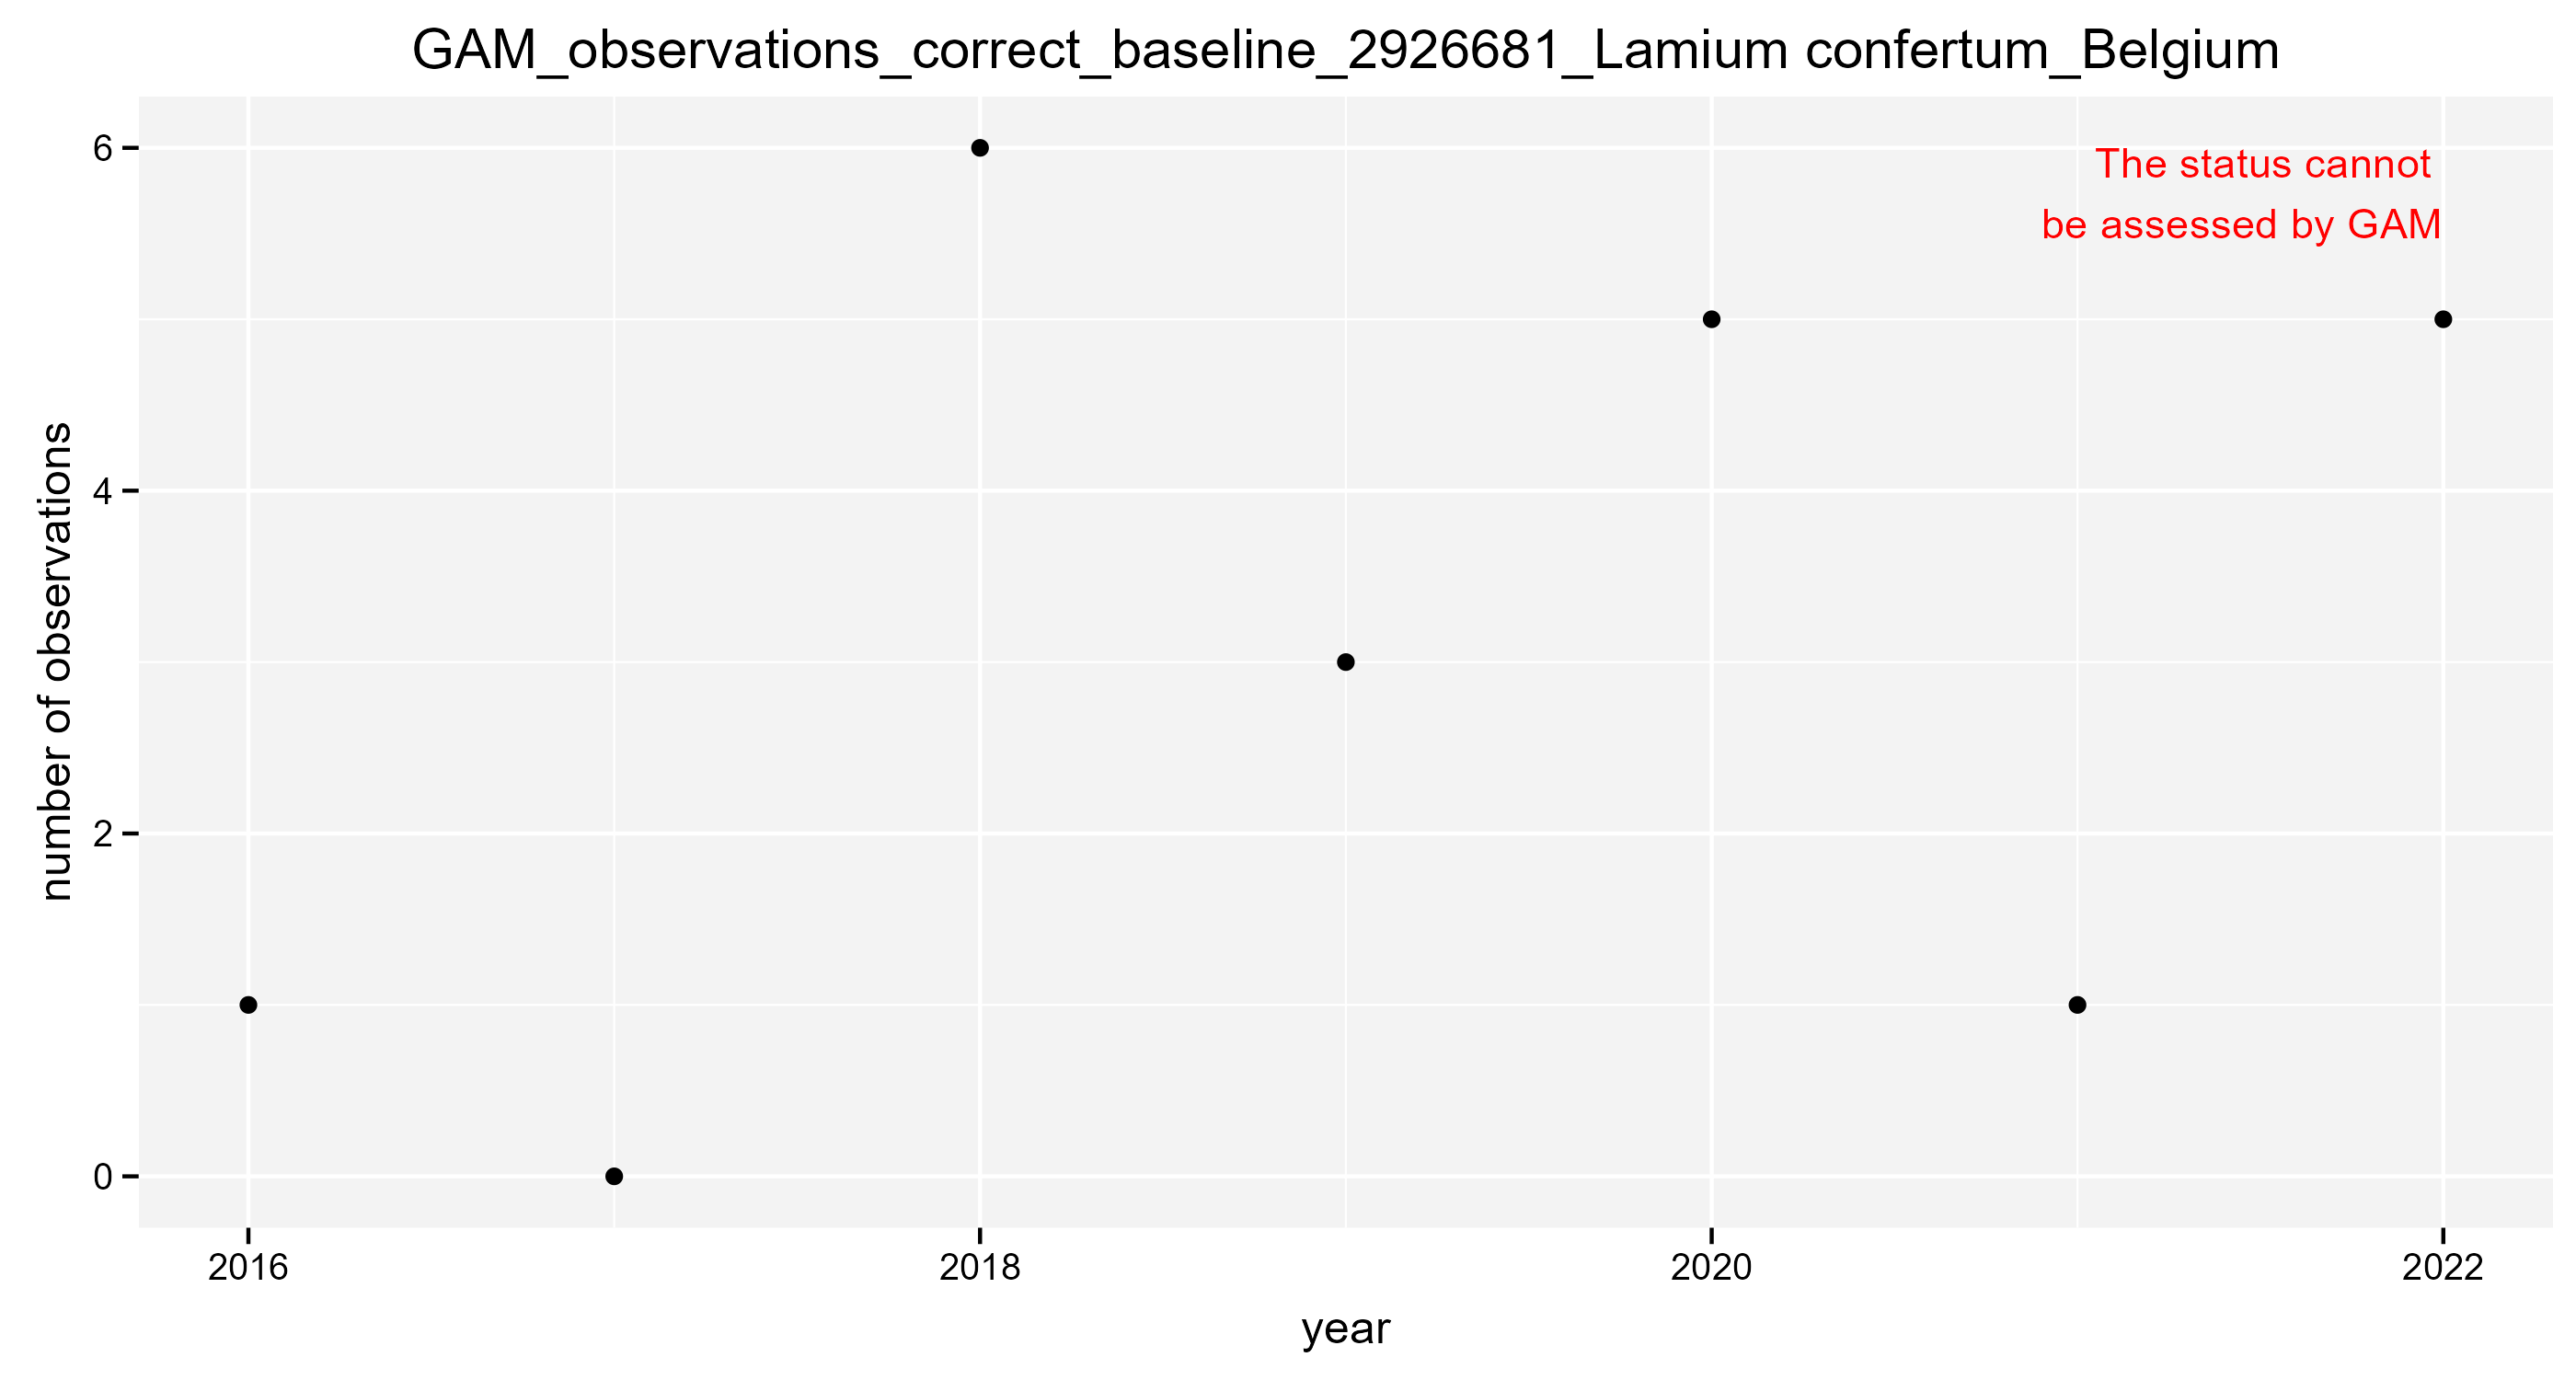 GAM_observations_correct_baseline_2926681_Lamium confertum_Belgium
The status cannot
be assessed by GAM
number of observations
6
4
2
0
2016
2018
2020
2022
year